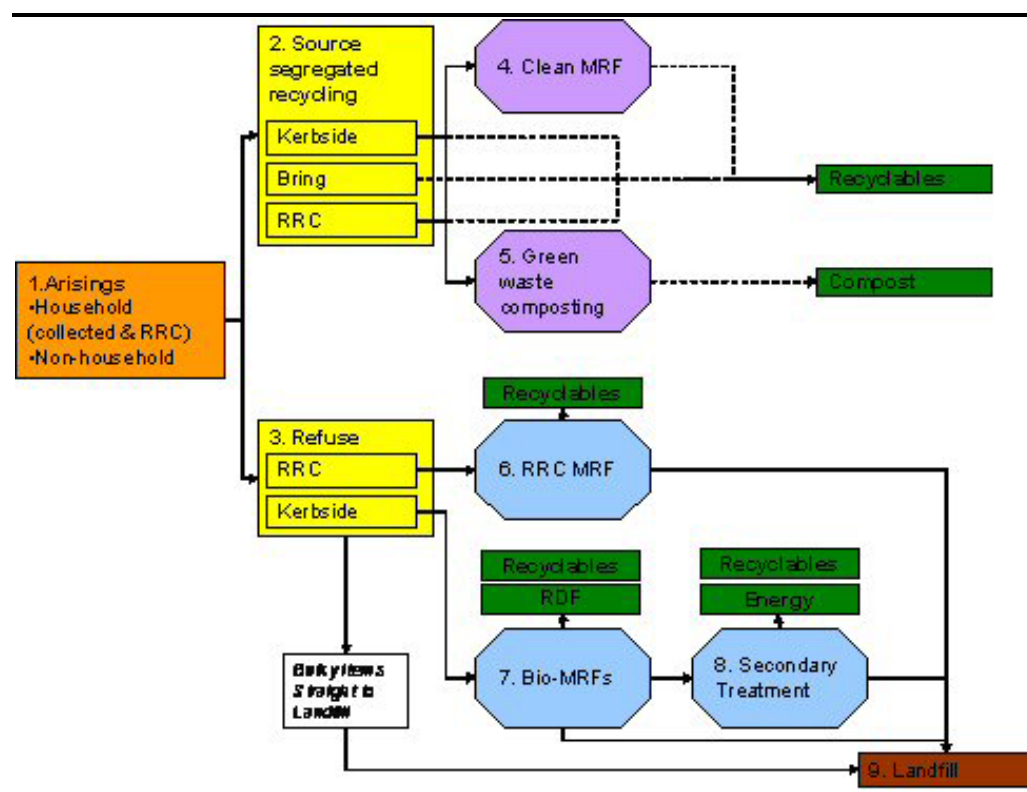 2. Source
segregated
recycling
Kerbside
Bring
RRC
4. Clean MRF
Recyclables
5. Green
waste
composting
Compost
1.Arisings
•Household
(collected & RRC)
•Non-household
Recyclables
3. Refuse
RRC
Kerbside
6. RRC MRF
Recyclables
RDF
Recyclables
Energy
7. Bio-MRFs
8. Secondary
Treatment
Bulky items
Straight to
Landfill
9. Landfill